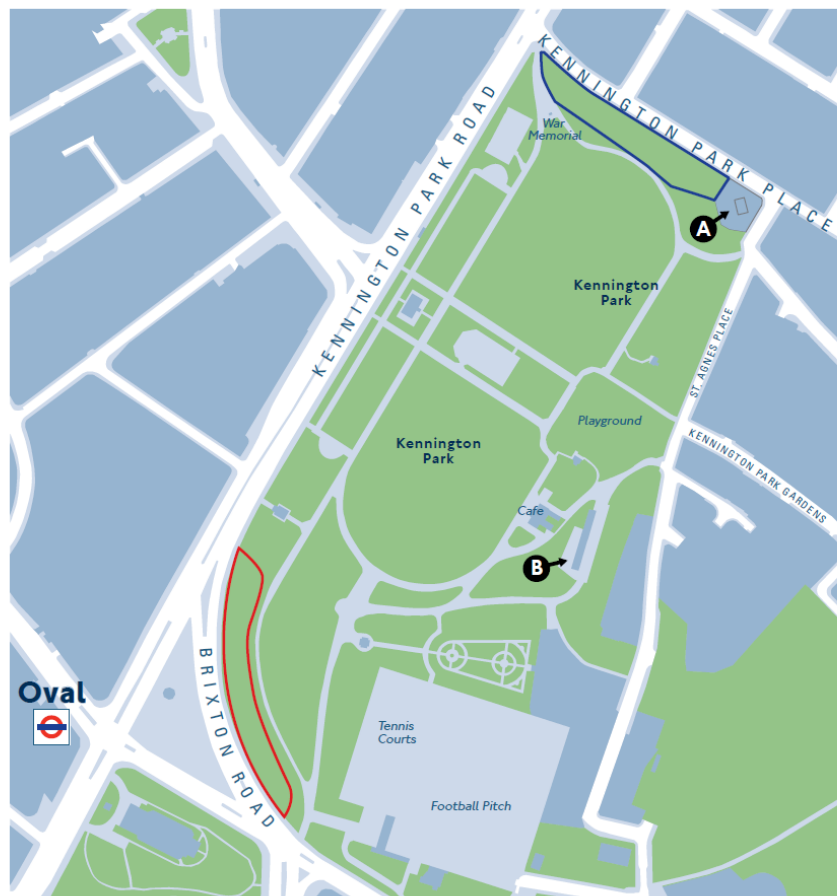 KENNINGTON PARK PLACE
War
Memorial
KENNINGTON PARK ROAD
A
Kennington
Park
ST. AGNES PLACE
Playground
KENNINGTON PARK GARDENS
Kennington
Park
Cafe
B
BRIXTON ROAD
Oval
Tennis
Courts
Football Pitch